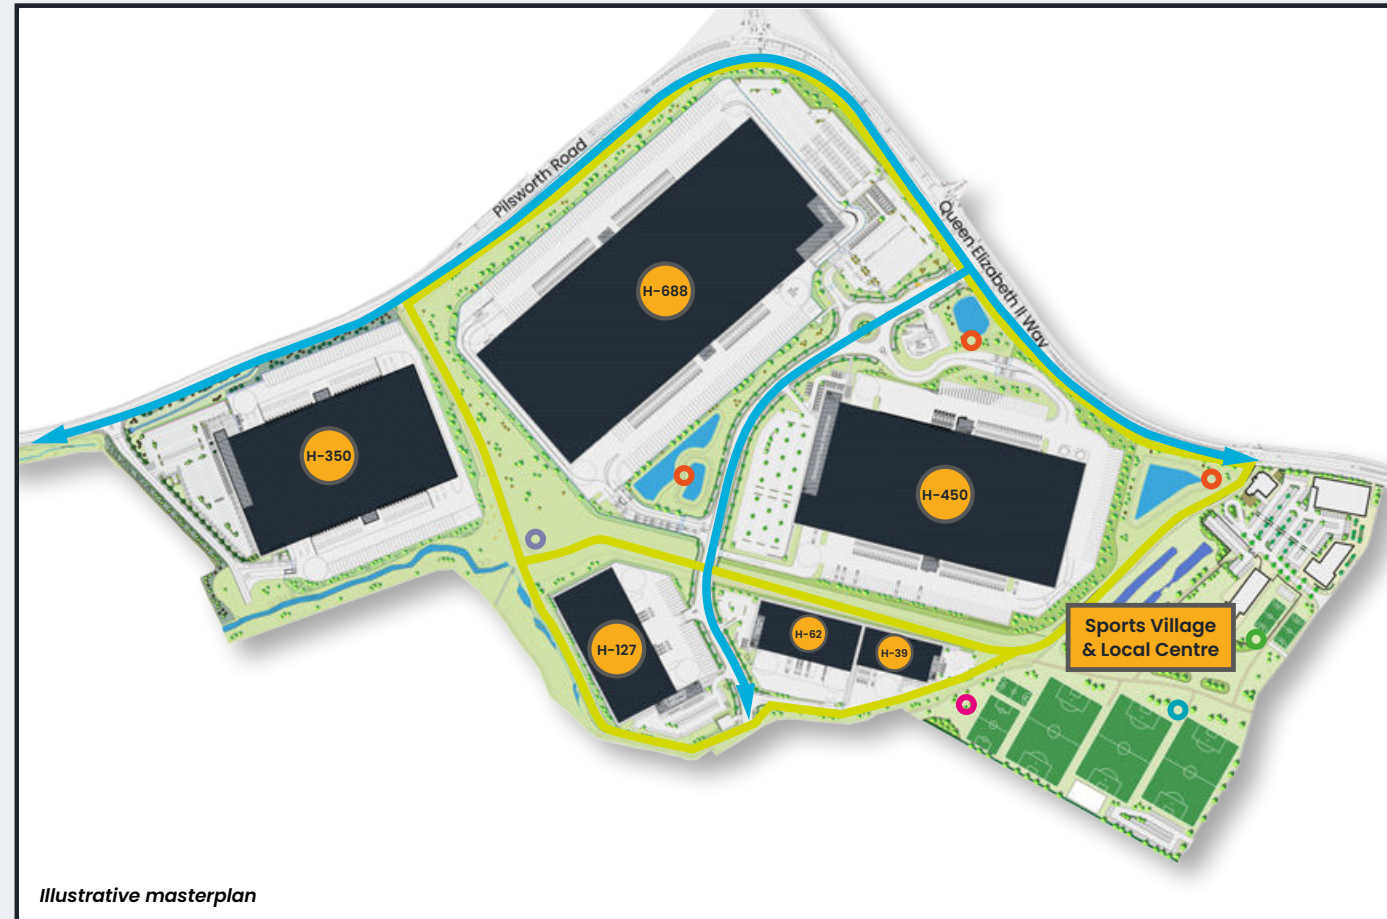 Pilsworth Road
Queen Elizabeth II Way
H-688
H-350
H-450
H-127
H-62
H-39
Sports Village
& Local Centre
Illustrative masterplan